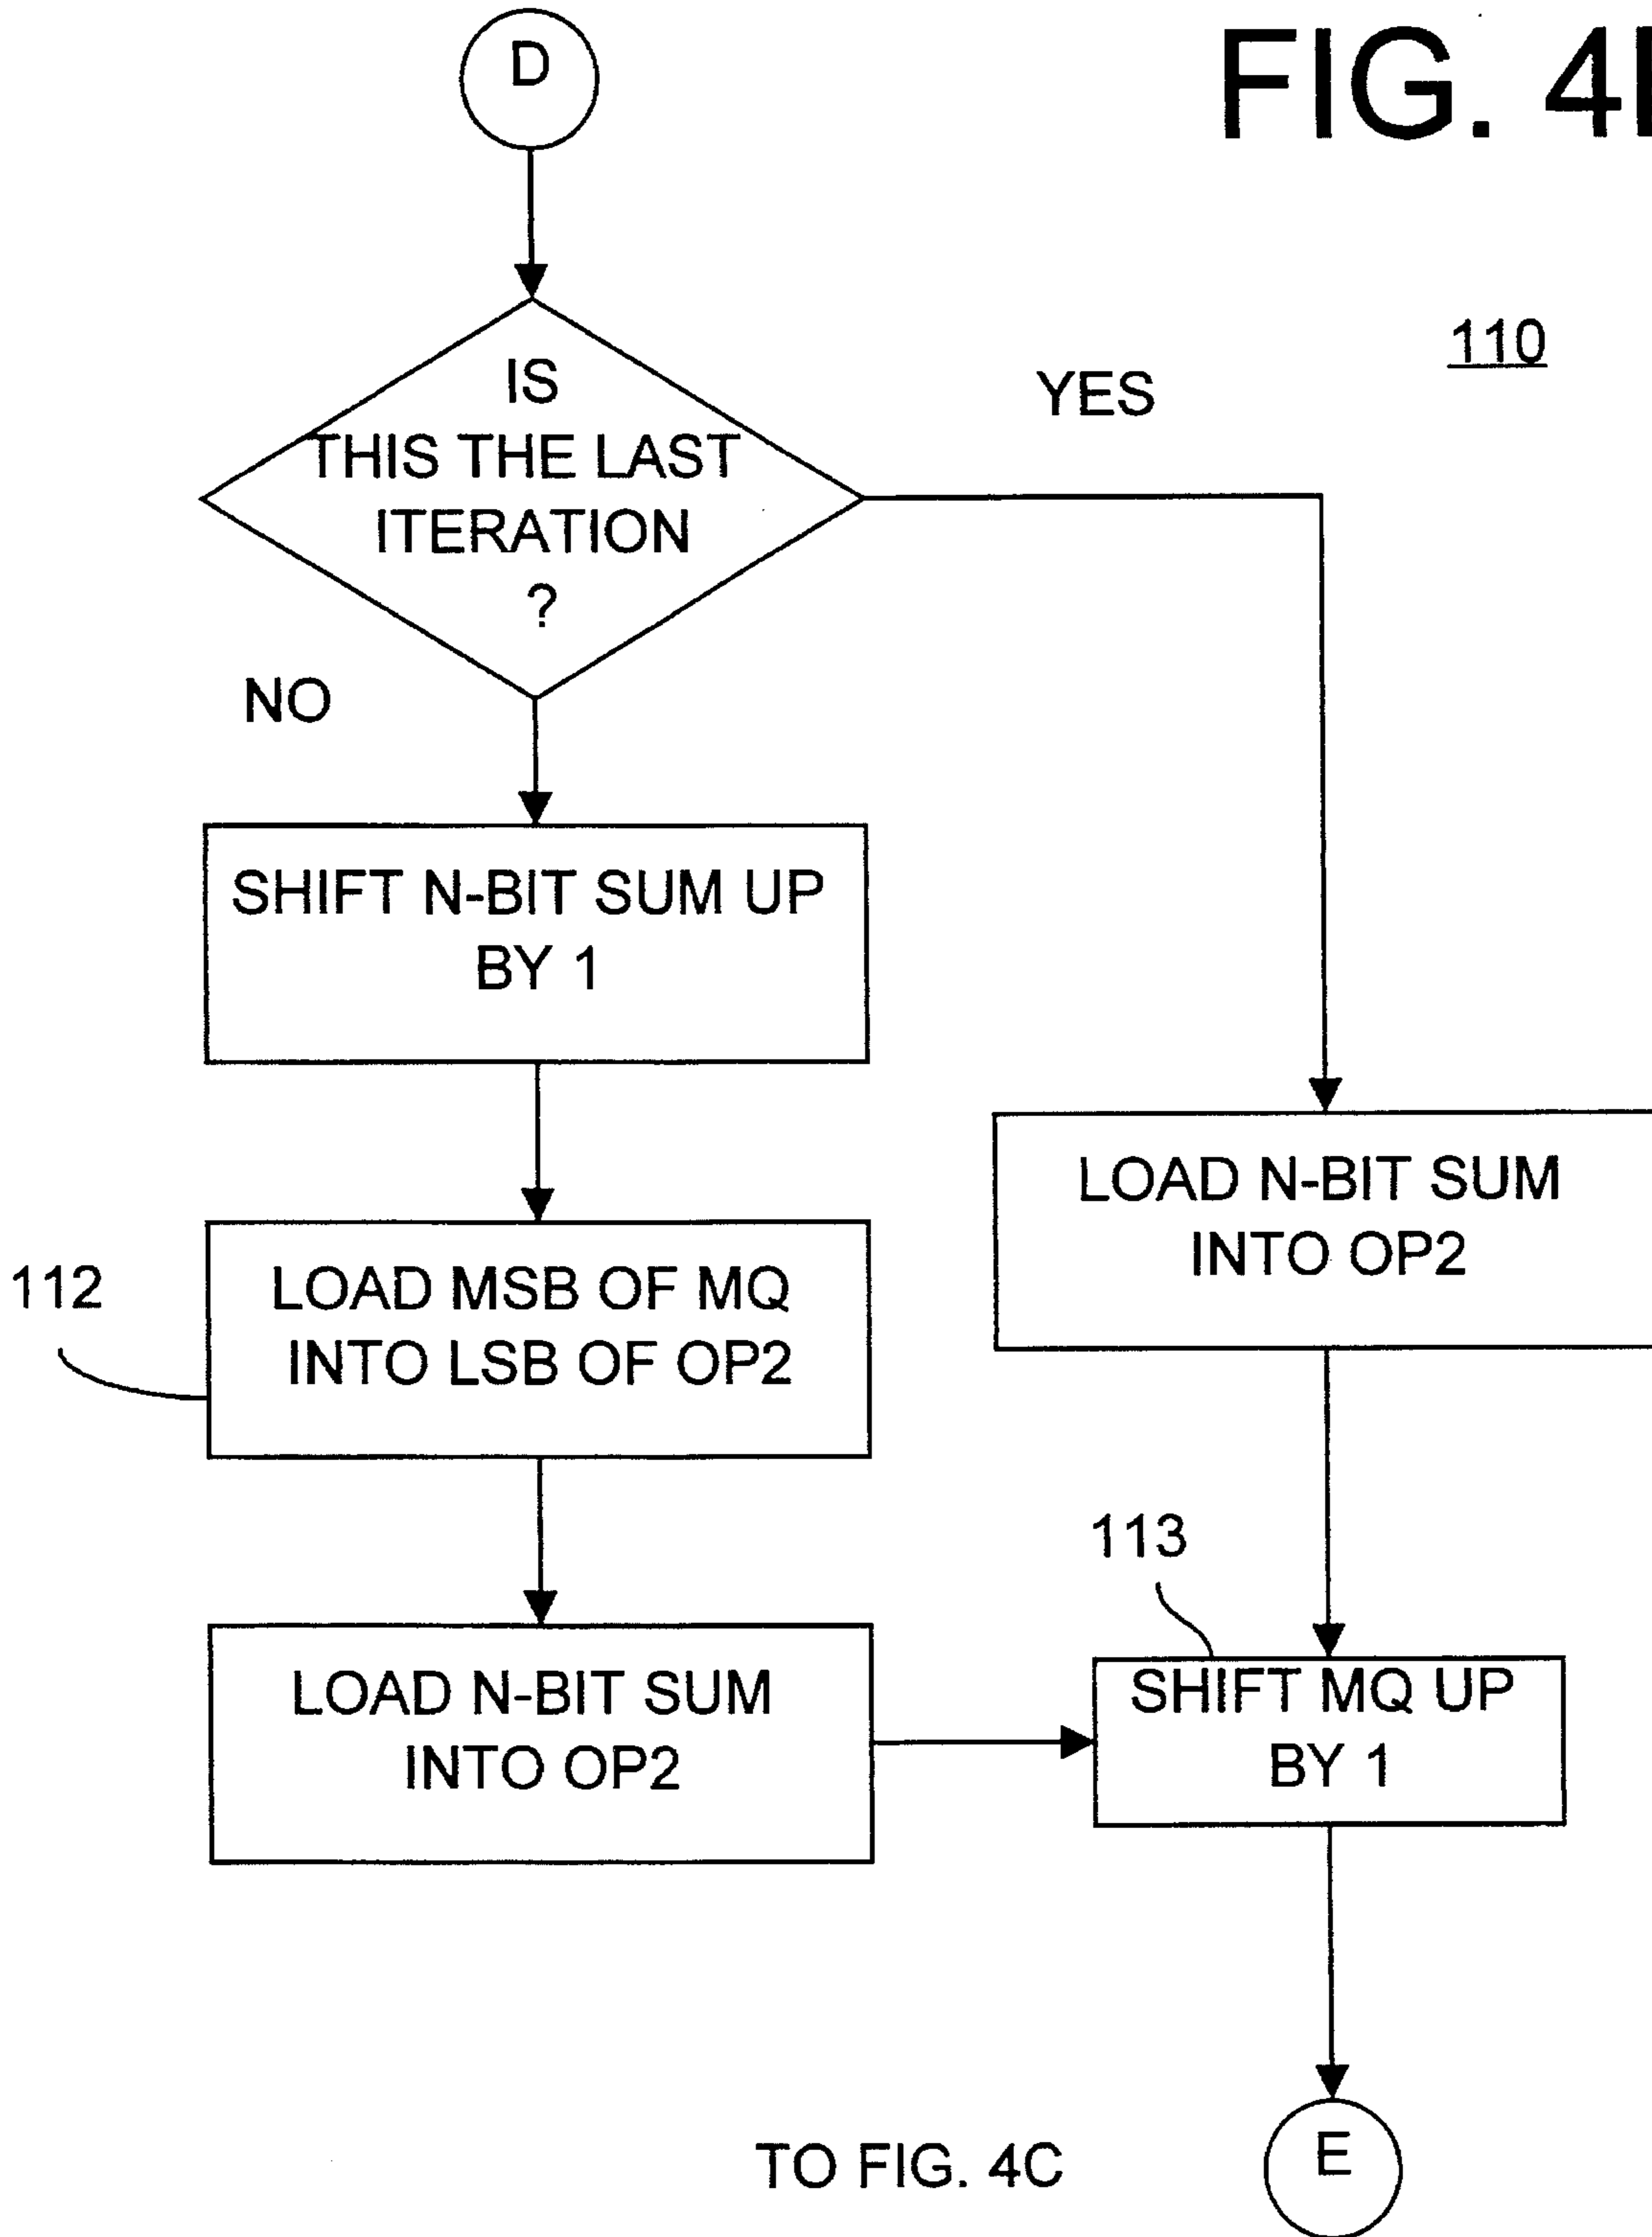 D
FIG. 4
110
IS
THIS THE LAST
ITERATION
?
YES
NO
SHIFT N-BIT SUM UP
BY 1
LOAD N-BIT SUM
INTO OP2
112
LOAD MSB OF MQ
INTO LSB OF OP2
113
LOAD N-BIT SUM
INTO OP2
SHIFT MQ UP
BY 1
TO FIG. 4C
E